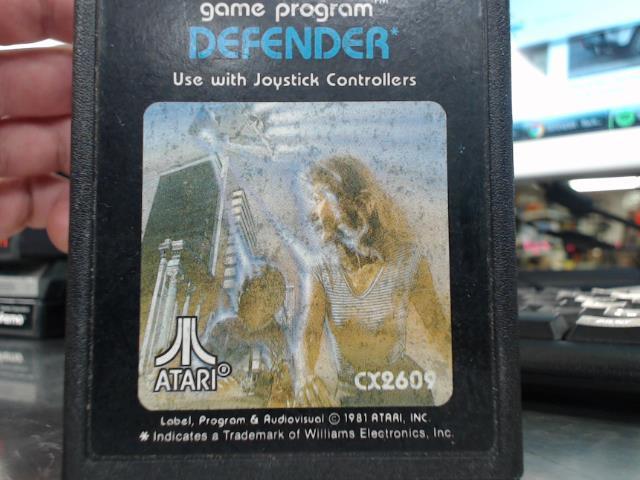 game program™
DEFENDER*
Use with Joystick Controllers
ATARI®
CX2609
Label, Program & Audiovisual © 1981 ATARI, INC.
* Indicates a Trademark of Williams Electronics, Inc.